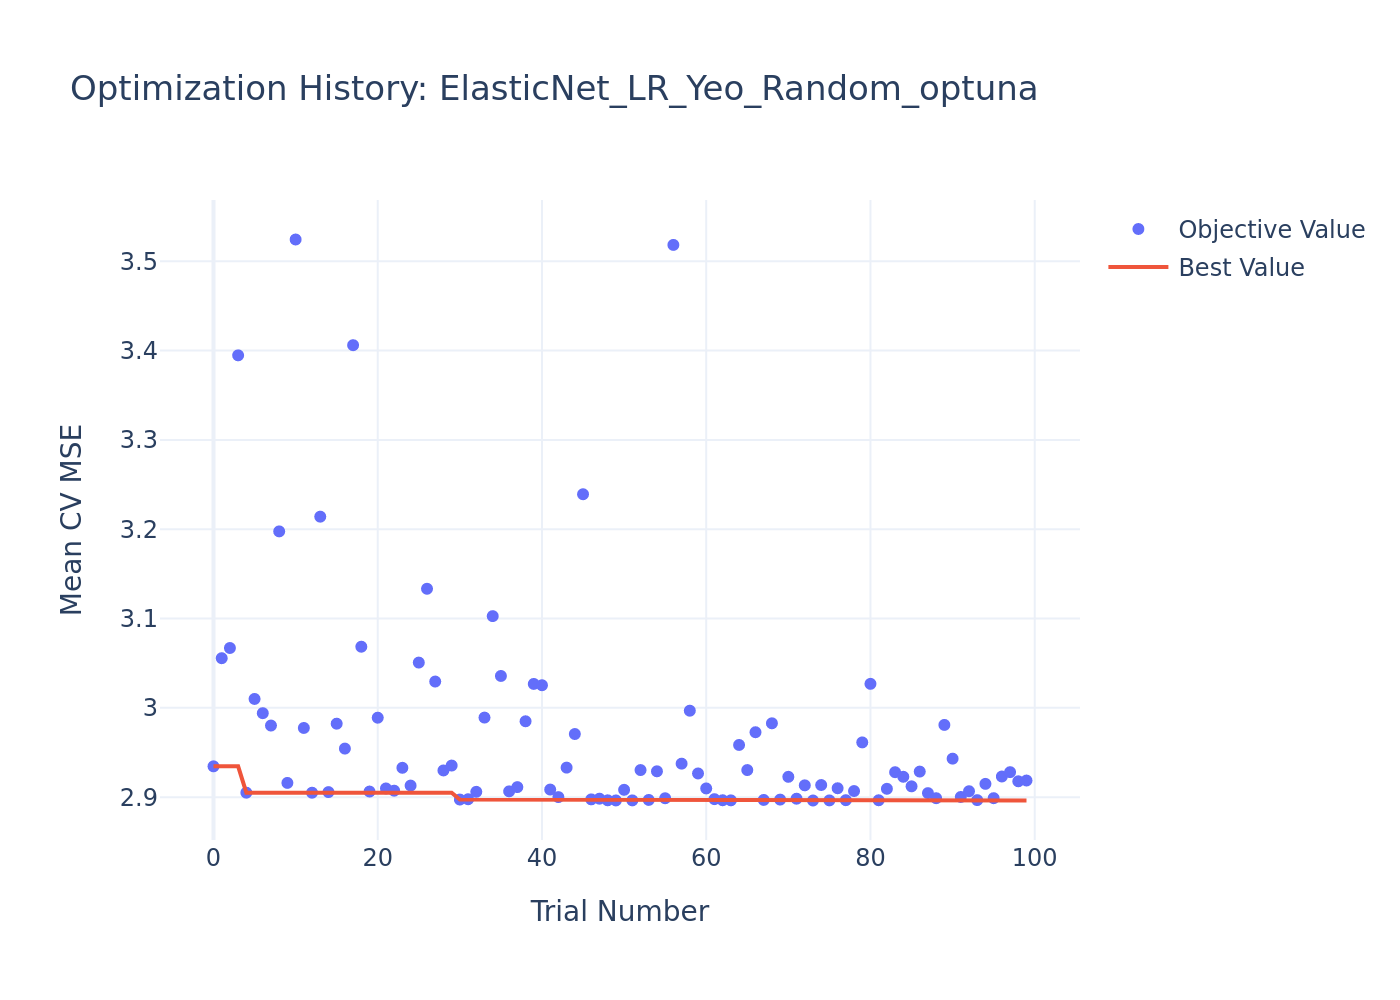 Optimization History: ElasticNet_LR_Yeo_Random_optuna
Objective Value
Best Value
3.5
3.4
3.3
3.2
3.1
3
2.9
Mean CV MSE
0
20
40
60
80
100
Trial Number